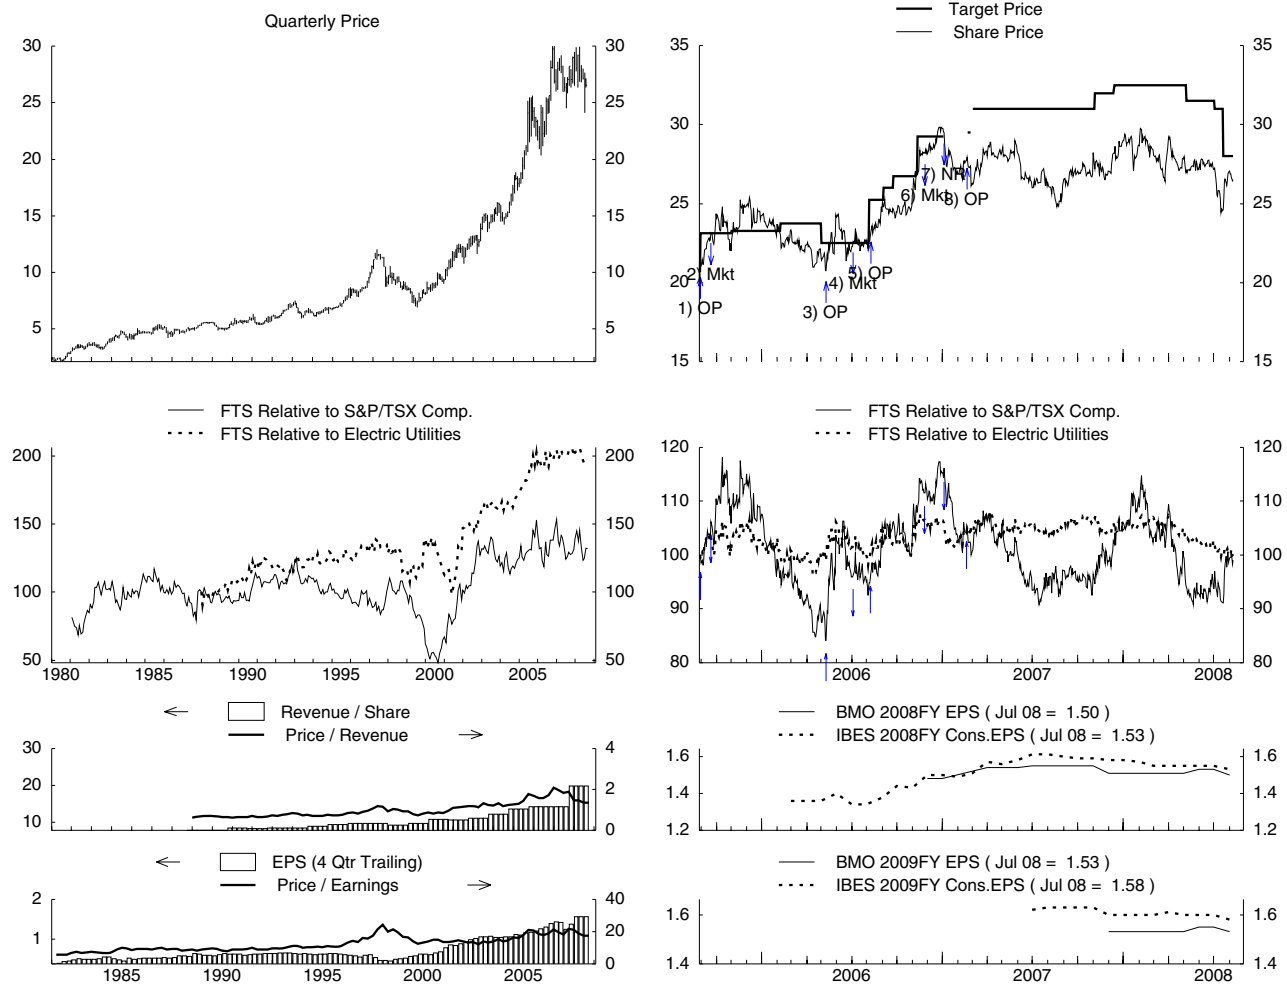 Quarterly Price
30 30
25 25
20 20
15 15
10 10
5 5
Target Price
Share Price
35 35
30 30
25 25
20 20
15 15
7) NR
6) Mkt 8) OP
2) Mkt 5) OP
4) Mkt
1) OP 3) OP
FTS Relative to S&P/TSX Comp.
FTS Relative to Electric Utilities
200 200
150 150
100 100
50 50
1980 1985 1990 1995 2000 2005
FTS Relative to S&P/TSX Comp.
FTS Relative to Electric Utilities
120 120
110 110
100 100
90 90
80 80
2006 2007 2008
Revenue / Share
Price / Revenue
30 4
20 2
10 0
BMO 2008FY EPS ( Jul 08 = 1.50 )
IBES 2008FY Cons.EPS ( Jul 08 = 1.53 )
1.6 1.6
1.4 1.4
1.2 1.2
EPS (4 Qtr Trailing)
Price / Earnings
2 40
1 20
0
1985 1990 1995 2000 2005
BMO 2009FY EPS ( Jul 08 = 1.53 )
IBES 2009FY Cons.EPS ( Jul 08 = 1.58 )
1.6 1.6
1.4 1.4
2006 2007 2008